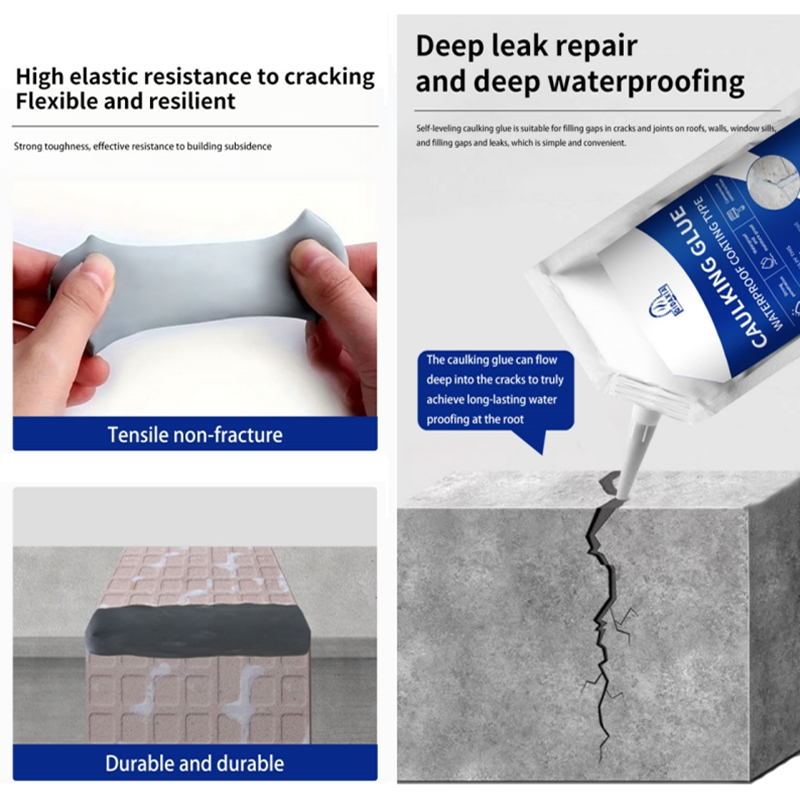 High elastic resistance to cracking
Flexible and resilient
Strong toughness, effective resistance to building subsidence
Tensile non-fracture
Durable and durable
Deep leak repair
and deep waterproofing
Self-leveling caulking glue is suitable for filling gaps in cracks and joints on roofs, walls, window sills,
and filling gaps and leaks, which is simple and convenient.
CAULKING GLUE
WATERPROOF COATING TYPE
The caulking glue can flow
deep into the cracks to truly
achieve long-lasting water
proofing at the root